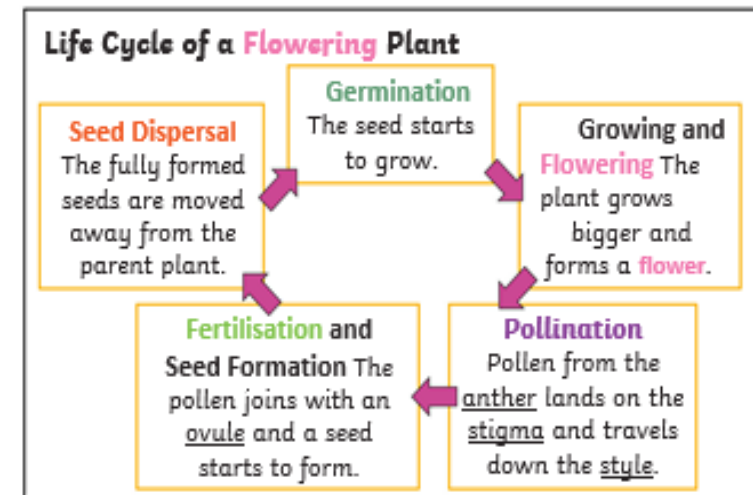 Life Cycle of a Flowering Plant
Germination
The seed starts
to grow.
Growing and
Flowering The
plant grows
bigger and
forms a flower.
Pollination
Pollen from the
anther lands on the
stigma and travels
down the style.
Fertilisation and
Seed Formation The
pollen joins with an
ovule and a seed
starts to form.
Seed Dispersal
The fully formed
seeds are moved
away from the
parent plant.